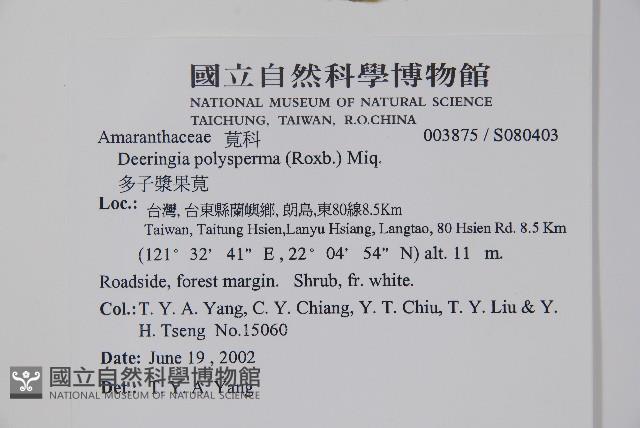 國立自然科學博物館
NATIONAL MUSEUM OF NATURAL SCIENCE
TAICHUNG, TAIWAN, R.O.CHINA
Amaranthaceae 莧科 003875 / S080403
Deeringia polysperma (Roxb.) Miq.
多子漿果莧
Loc.: 台灣, 台東縣蘭嶼鄉, 朗島,東80線8.5Km
Taiwan, Taitung Hsien,Lanyu Hsiang, Langtao, 80 Hsien Rd. 8.5 Km
(121° 32' 41" E , 22° 04' 54" N) alt. 11 m.
Roadside, forest margin. Shrub, fr. white.
Col.: T. Y. A. Yang, C. Y. Chiang, Y. T. Chiu, T. Y. Liu & Y.
H. Tseng No.15060
Date: June 19 , 2002
Det.: T. Y. A. Yang
國立自然科學博物館
NATIONAL MUSEUM OF NATURAL SCIENCE